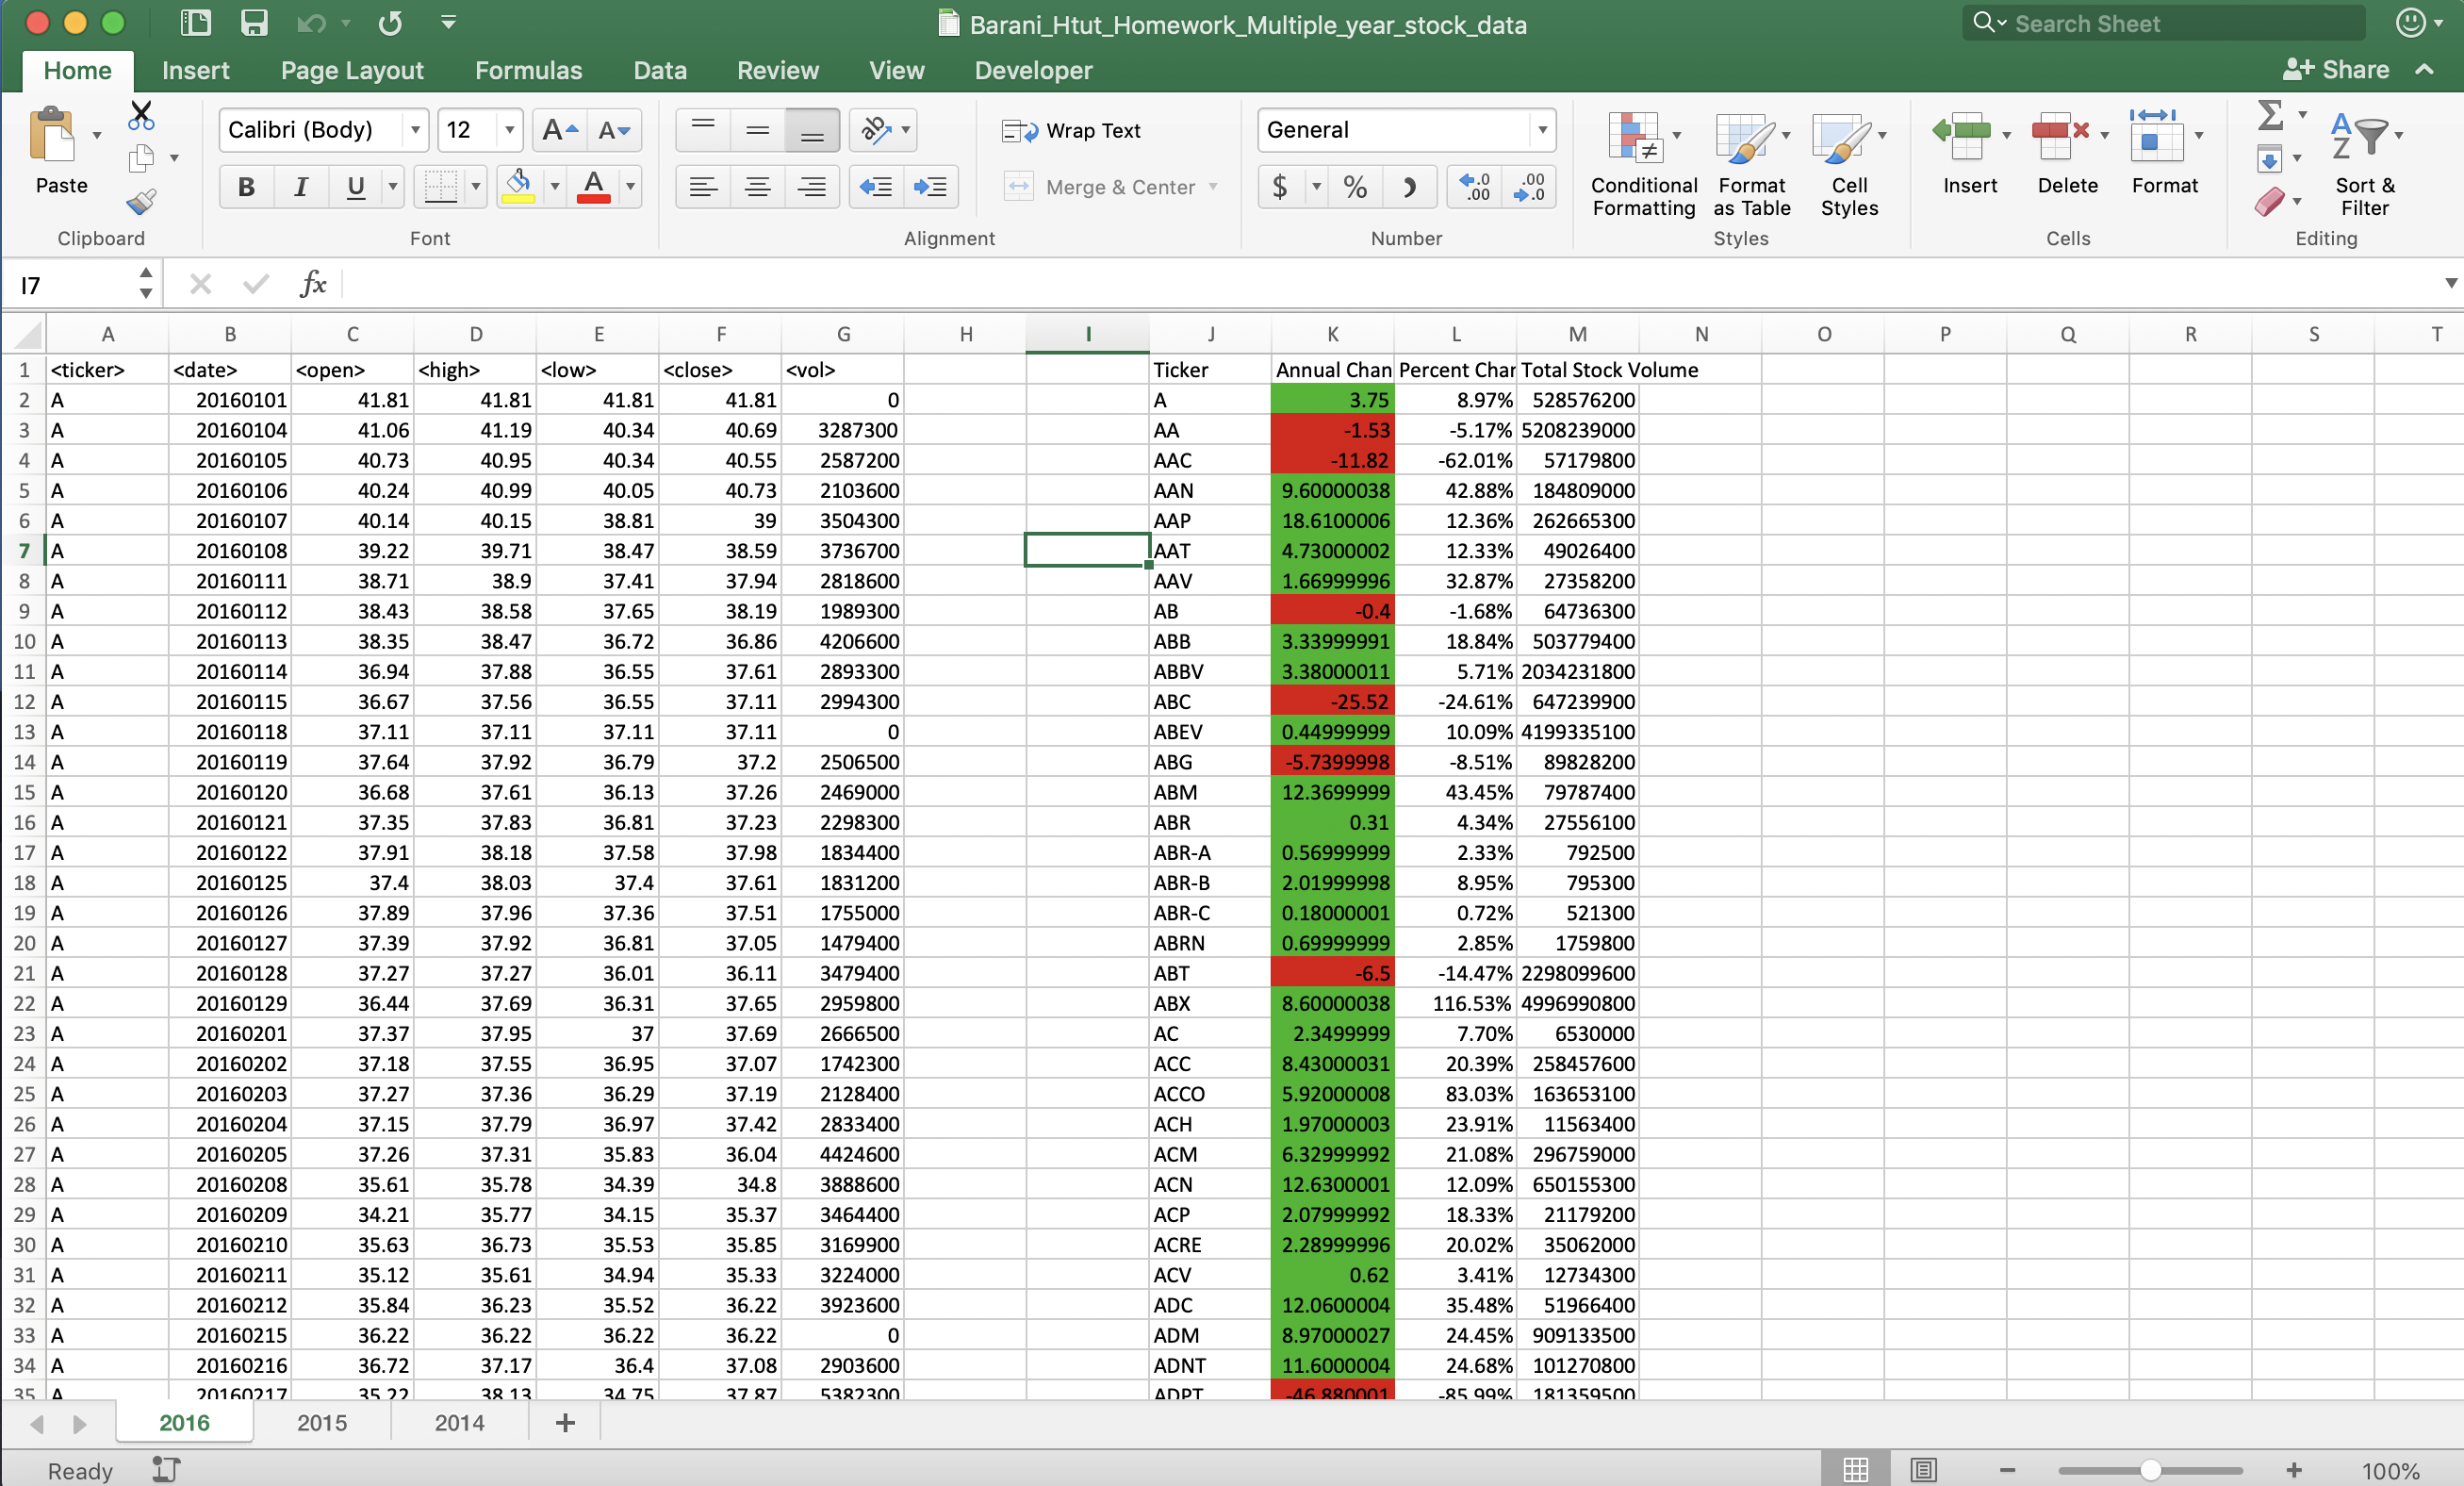 Barani_Htut_Homework_Multiple_year_stock_data
Search Sheet
Home Insert Page Layout Formulas Data Review View Developer
Share
Paste
Calibri (Body) 12 A A
Wrap Text
General
B I U A
Merge & Center
$ % .0 .00 .00 .0
Conditional Formatting
Format as Table
Cell Styles
Insert Delete Format
Sort & Filter
Clipboard Font Alignment Number Styles Cells Editing
I7 fx
A B C D E F G H I J K L M N O P Q R S T
1 <ticker> <date> <open> <high> <low> <close> <vol> Ticker Annual Chan Percent Char Total Stock Volume
2 A 20160101 41.81 41.81 41.81 41.81 0 A 3.75 8.97% 528576200
3 A 20160104 41.06 41.19 40.34 40.69 3287300 AA -1.53 -5.17% 5208239000
4 A 20160105 40.73 40.95 40.34 40.55 2587200 AAC -11.82 -62.01% 57179800
5 A 20160106 40.24 40.99 40.05 40.73 2103600 AAN 9.60000038 42.88% 184809000
6 A 20160107 40.14 40.15 38.81 39 3504300 AAP 18.6100006 12.36% 262665300
7 A 20160108 39.22 39.71 38.47 38.59 3736700 AAT 4.73000002 12.33% 49026400
8 A 20160111 38.71 38.9 37.41 37.94 2818600 AAV 1.66999996 32.87% 27358200
9 A 20160112 38.43 38.58 37.65 38.19 1989300 AB -0.4 -1.68% 64736300
10 A 20160113 38.35 38.47 36.72 36.86 4206600 ABB 3.33999991 18.84% 503779400
11 A 20160114 36.94 37.88 36.55 37.61 2893300 ABBV 3.38000011 5.71% 2034231800
12 A 20160115 36.67 37.56 36.55 37.11 2994300 ABC -25.52 -24.61% 647239900
13 A 20160118 37.11 37.11 37.11 37.11 0 ABEV 0.44999999 10.09% 4199335100
14 A 20160119 37.64 37.92 36.79 37.2 2506500 ABG -5.7399998 -8.51% 89828200
15 A 20160120 36.68 37.61 36.13 37.26 2469000 ABM 12.3699999 43.45% 79787400
16 A 20160121 37.35 37.83 36.81 37.23 2298300 ABR 0.31 4.34% 27556100
17 A 20160122 37.91 38.18 37.58 37.98 1834400 ABR-A 0.56999999 2.33% 792500
18 A 20160125 37.4 38.03 37.4 37.61 1831200 ABR-B 2.01999998 8.95% 795300
19 A 20160126 37.89 37.96 37.36 37.51 1755000 ABR-C 0.18000001 0.72% 521300
20 A 20160127 37.39 37.92 36.81 37.05 1479400 ABRN 0.69999999 2.85% 1759800
21 A 20160128 37.27 37.27 36.01 36.11 3479400 ABT -6.5 -14.47% 2298099600
22 A 20160129 36.44 37.69 36.31 37.65 2959800 ABX 8.60000038 116.53% 4996990800
23 A 20160201 37.37 37.95 37 37.69 2666500 AC 2.3499999 7.70% 6530000
24 A 20160202 37.18 37.55 36.95 37.07 1742300 ACC 8.43000031 20.39% 258457600
25 A 20160203 37.27 37.36 36.29 37.19 2128400 ACCO 5.92000008 83.03% 163653100
26 A 20160204 37.15 37.79 36.97 37.42 2833400 ACH 1.97000003 23.91% 11563400
27 A 20160205 37.26 37.31 35.83 36.04 4424600 ACM 6.32999992 21.08% 296759000
28 A 20160208 35.61 35.78 34.39 34.8 3888600 ACN 12.6300001 12.09% 650155300
29 A 20160209 34.21 35.77 34.15 35.37 3464400 ACP 2.07999992 18.33% 21179200
30 A 20160210 35.63 36.73 35.53 35.85 3169900 ACRE 2.28999996 20.02% 35062000
31 A 20160211 35.12 35.61 34.94 35.33 3224000 ACV 0.62 3.41% 12734300
32 A 20160212 35.84 36.23 35.52 36.22 3923600 ADC 12.0600004 35.48% 51966400
33 A 20160215 36.22 36.22 36.22 36.22 0 ADM 8.97000027 24.45% 909133500
34 A 20160216 36.72 37.17 36.4 37.08 2903600 ADNT 11.6000004 24.68% 101270800
35 A 20160217 35.22 38.13 34.75 37.87 5382300 ADPT -46.880001 -85.99% 181359500
2016 2015 2014 +
Ready 100%